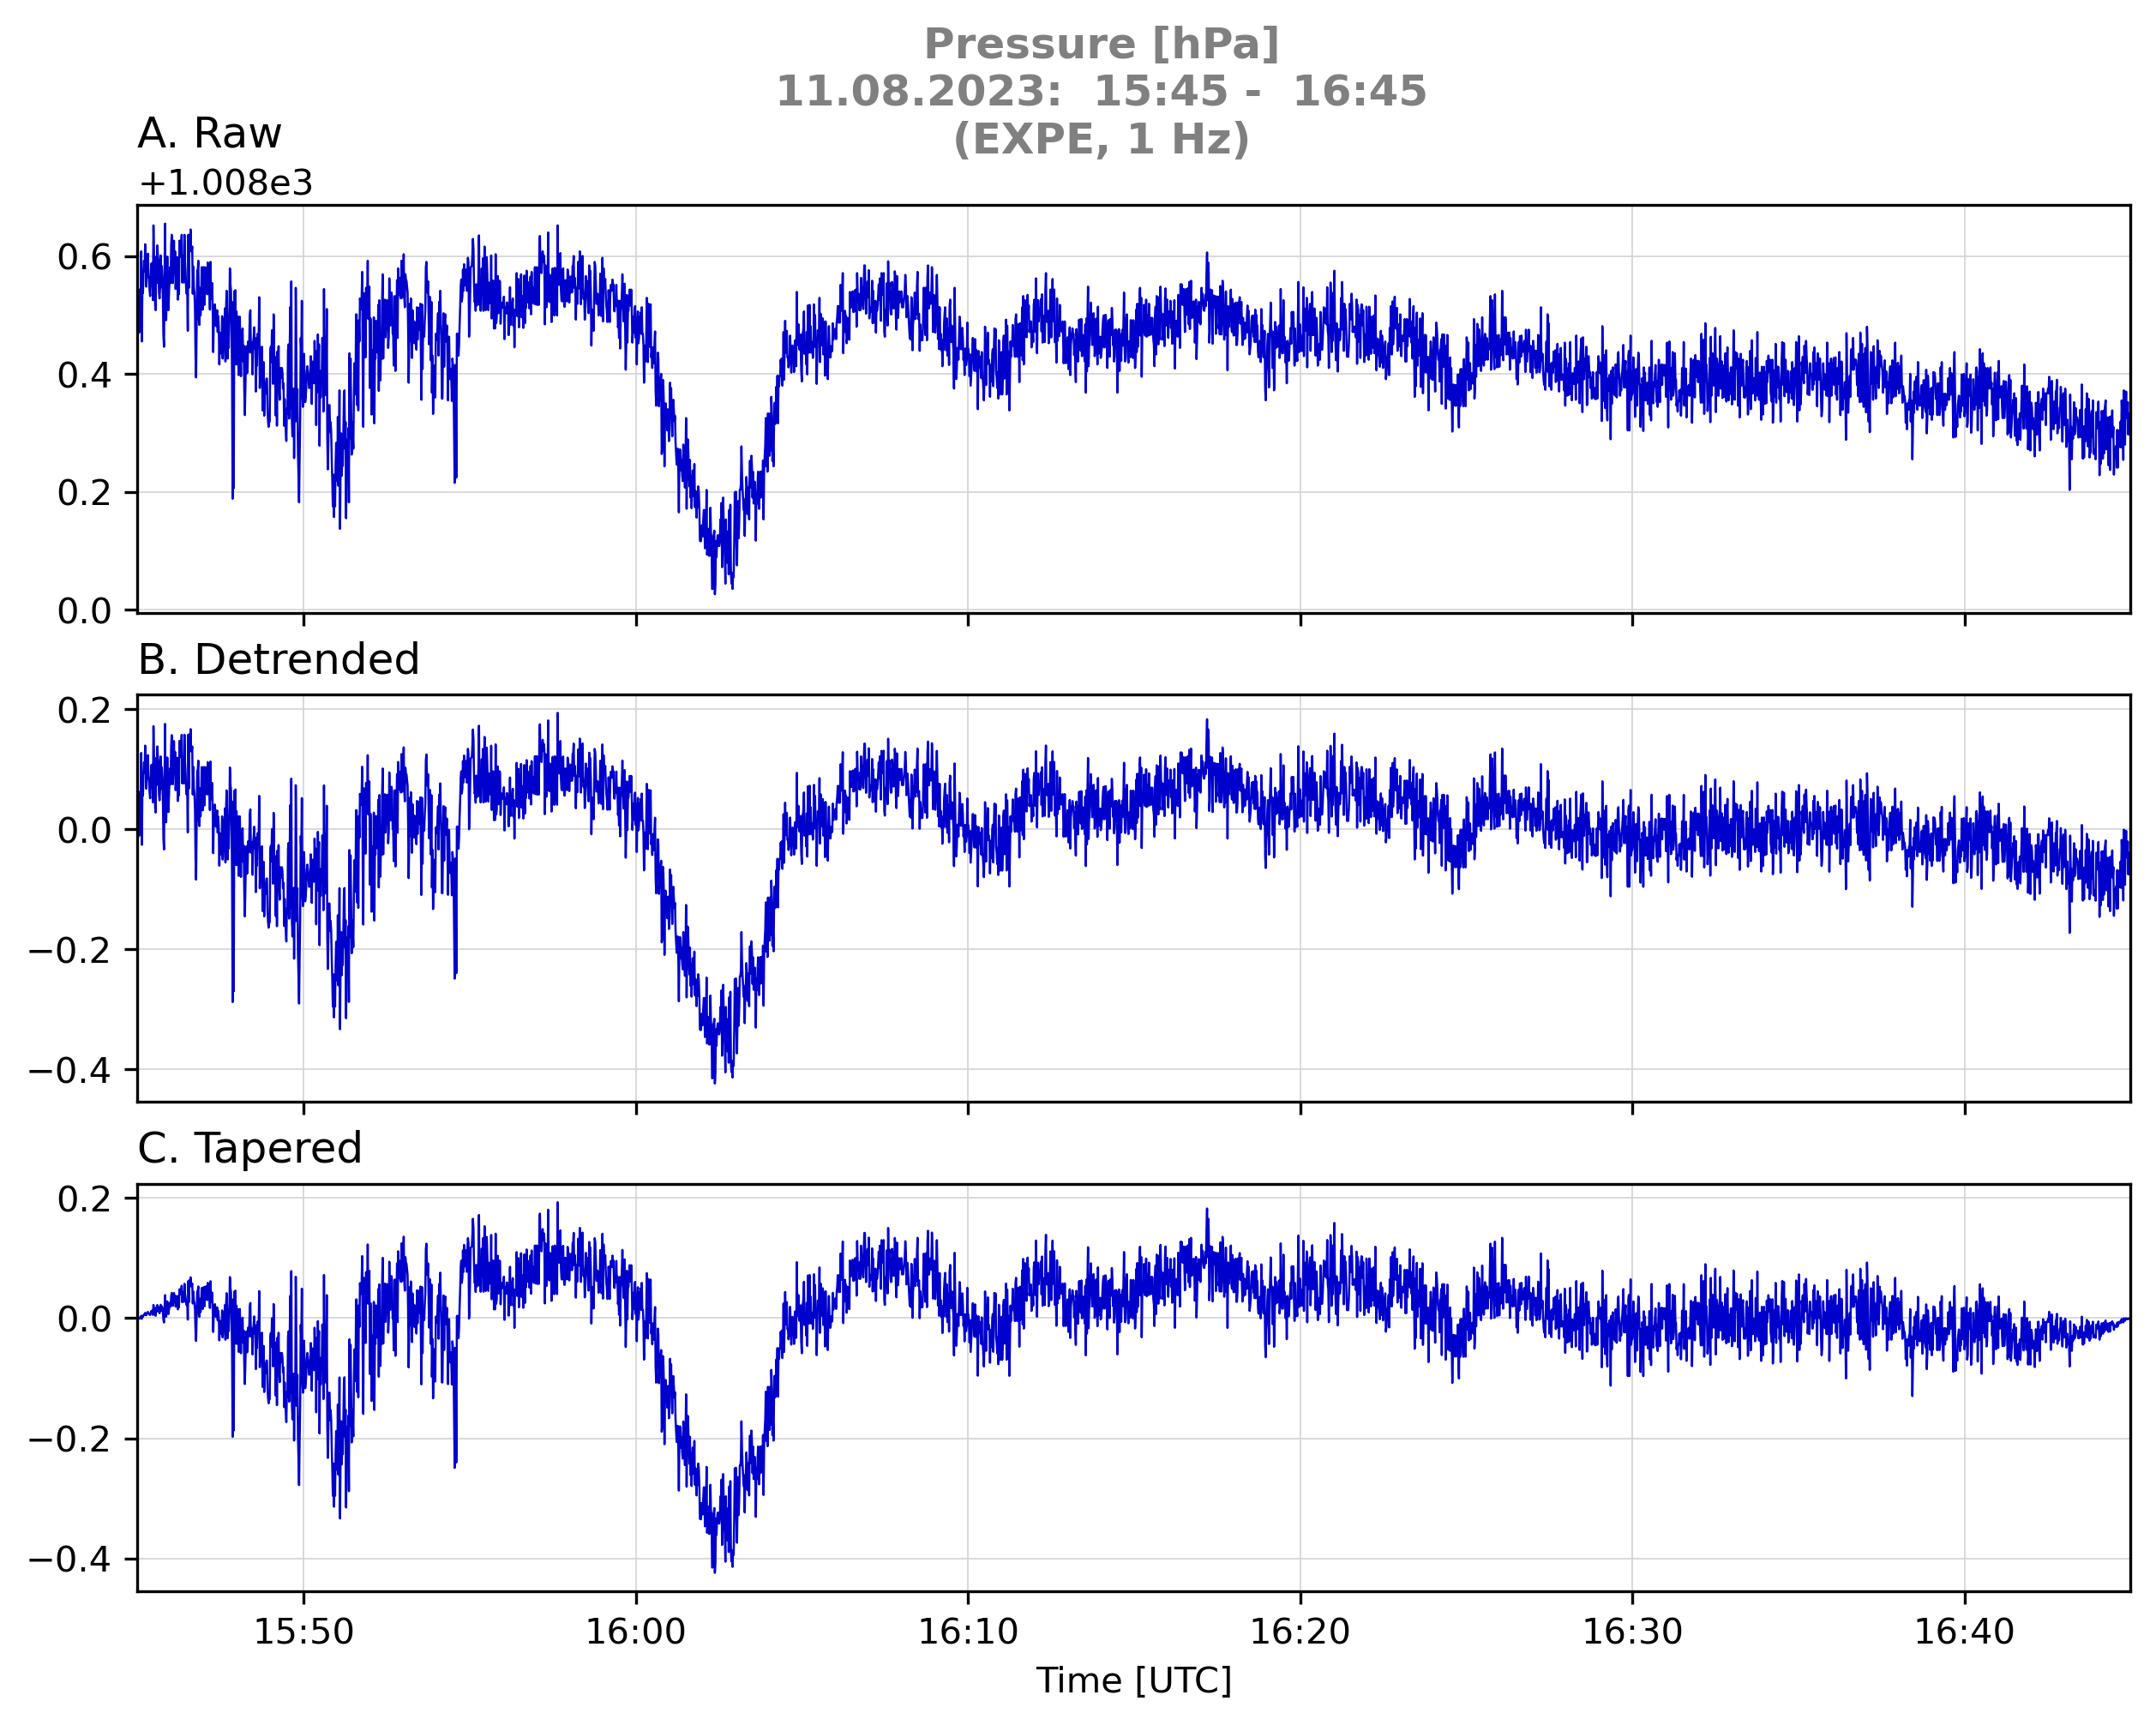 Pressure [hPa]
11.08.2023:  15:45 -  16:45
(EXPE, 1 Hz)
A. Raw
+1.008e3
0.6
0.4
0.2
0.0
B. Detrended
0.2
0.0
−0.2
−0.4
C. Tapered
0.2
0.0
−0.2
−0.4
15:50 16:00 16:10 16:20 16:30 16:40
Time [UTC]